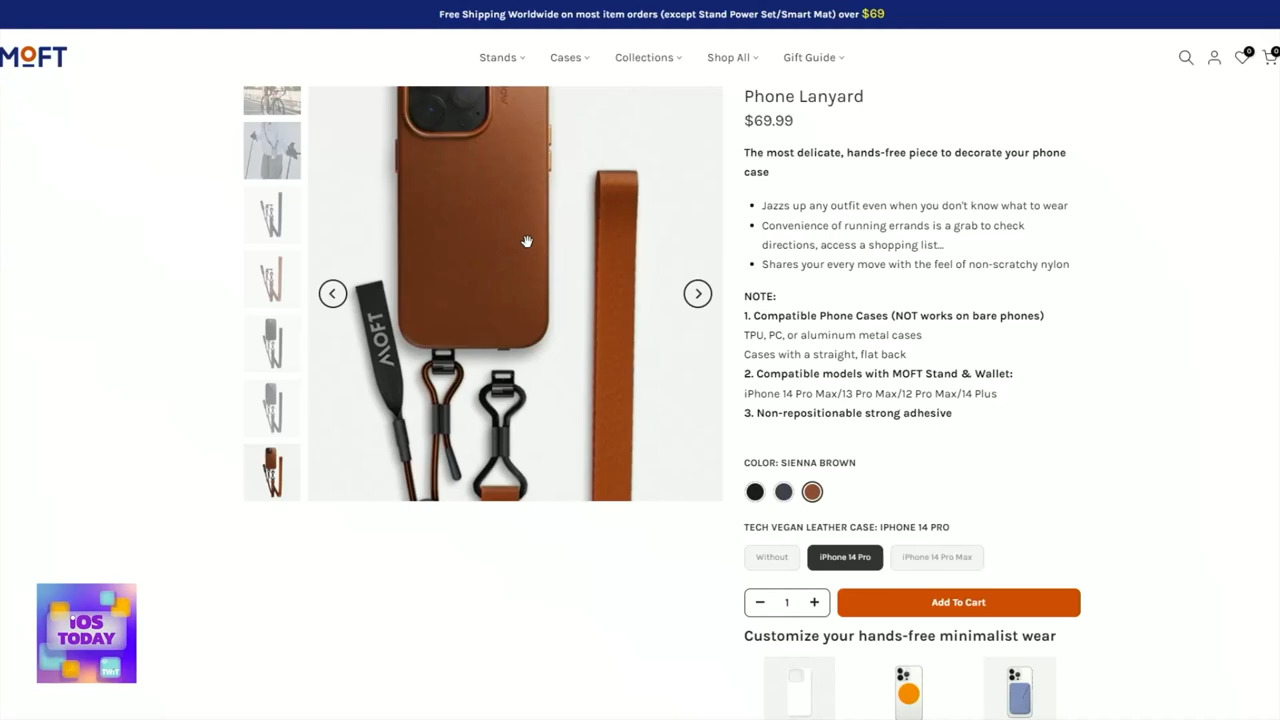 Free Shipping Worldwide on most item orders (except Stand Power Set/Smart Mat) over $69
MOFT
Stands
Cases
Collections
Shop All
Gift Guide
0
0
Phone Lanyard
$69.99
The most delicate, hands-free piece to decorate your phone
case
Jazzs up any outfit even when you don't know what to wear
Convenience of running errands is a grab to check
directions, access a shopping list...
Shares your every move with the feel of non-scratchy nylon
NOTE:
1. Compatible Phone Cases (NOT works on bare phones)
TPU, PC, or aluminum metal cases
Cases with a straight, flat back
2. Compatible models with MOFT Stand & Wallet:
iPhone 14 Pro Max/13 Pro Max/12 Pro Max/14 Plus
3. Non-repositionable strong adhesive
MOFT
COLOR: SIENNA BROWN
TECH VEGAN LEATHER CASE: IPHONE 14 PRO
Without
iPhone 14 Pro
iPhone 14 Pro Max
1
Add To Cart
Customize your hands-free minimalist wear
iOS
TODAY
TWiT